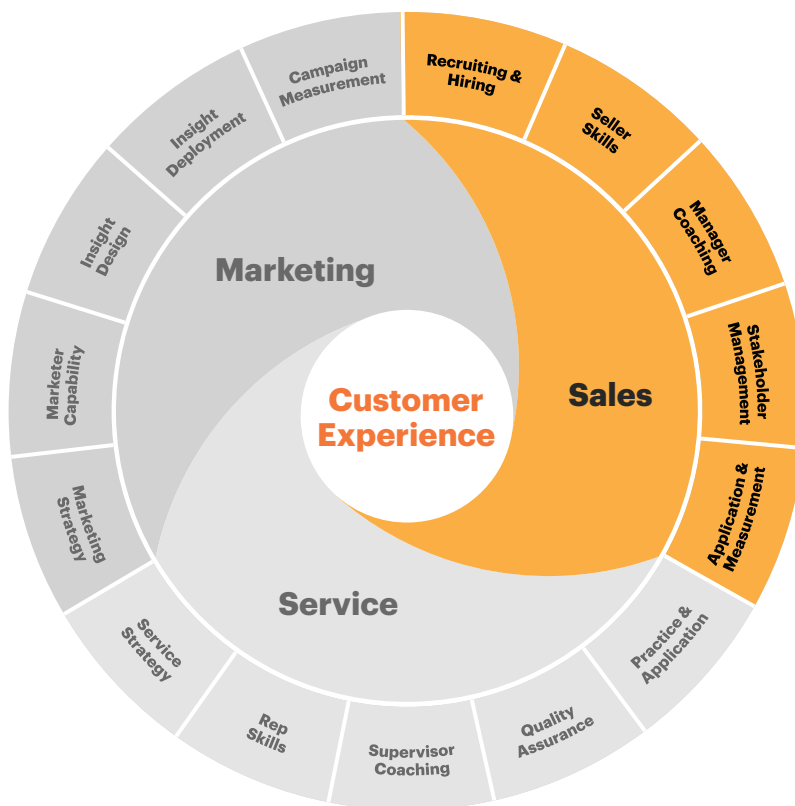 Recruiting &
Hiring
Seller
Skills
Manager
Coaching
Stakeholder
Management
Application &
Measurement
Practice &
Application
Quality
Assurance
Supervisor
Coaching
Rep
Skills
Service
Strategy
Marketing
Strategy
Marketer
Capability
Insight
Design
Insight
Deployment
Campaign
Measurement
Marketing
Sales
Service
Customer
Experience